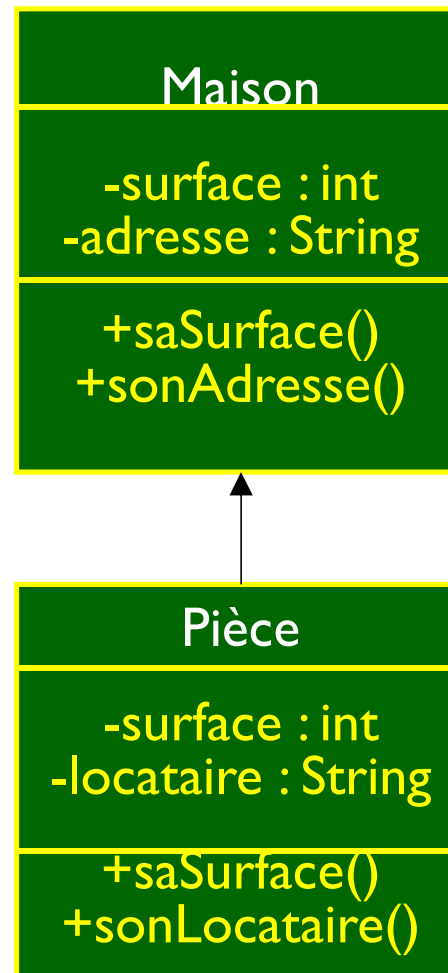 Maison
-surface : int
-adresse : String
+saSurface()
+sonAdresse()
Pièce
-surface : int
-locataire : String
+saSurface()
+sonLocataire()